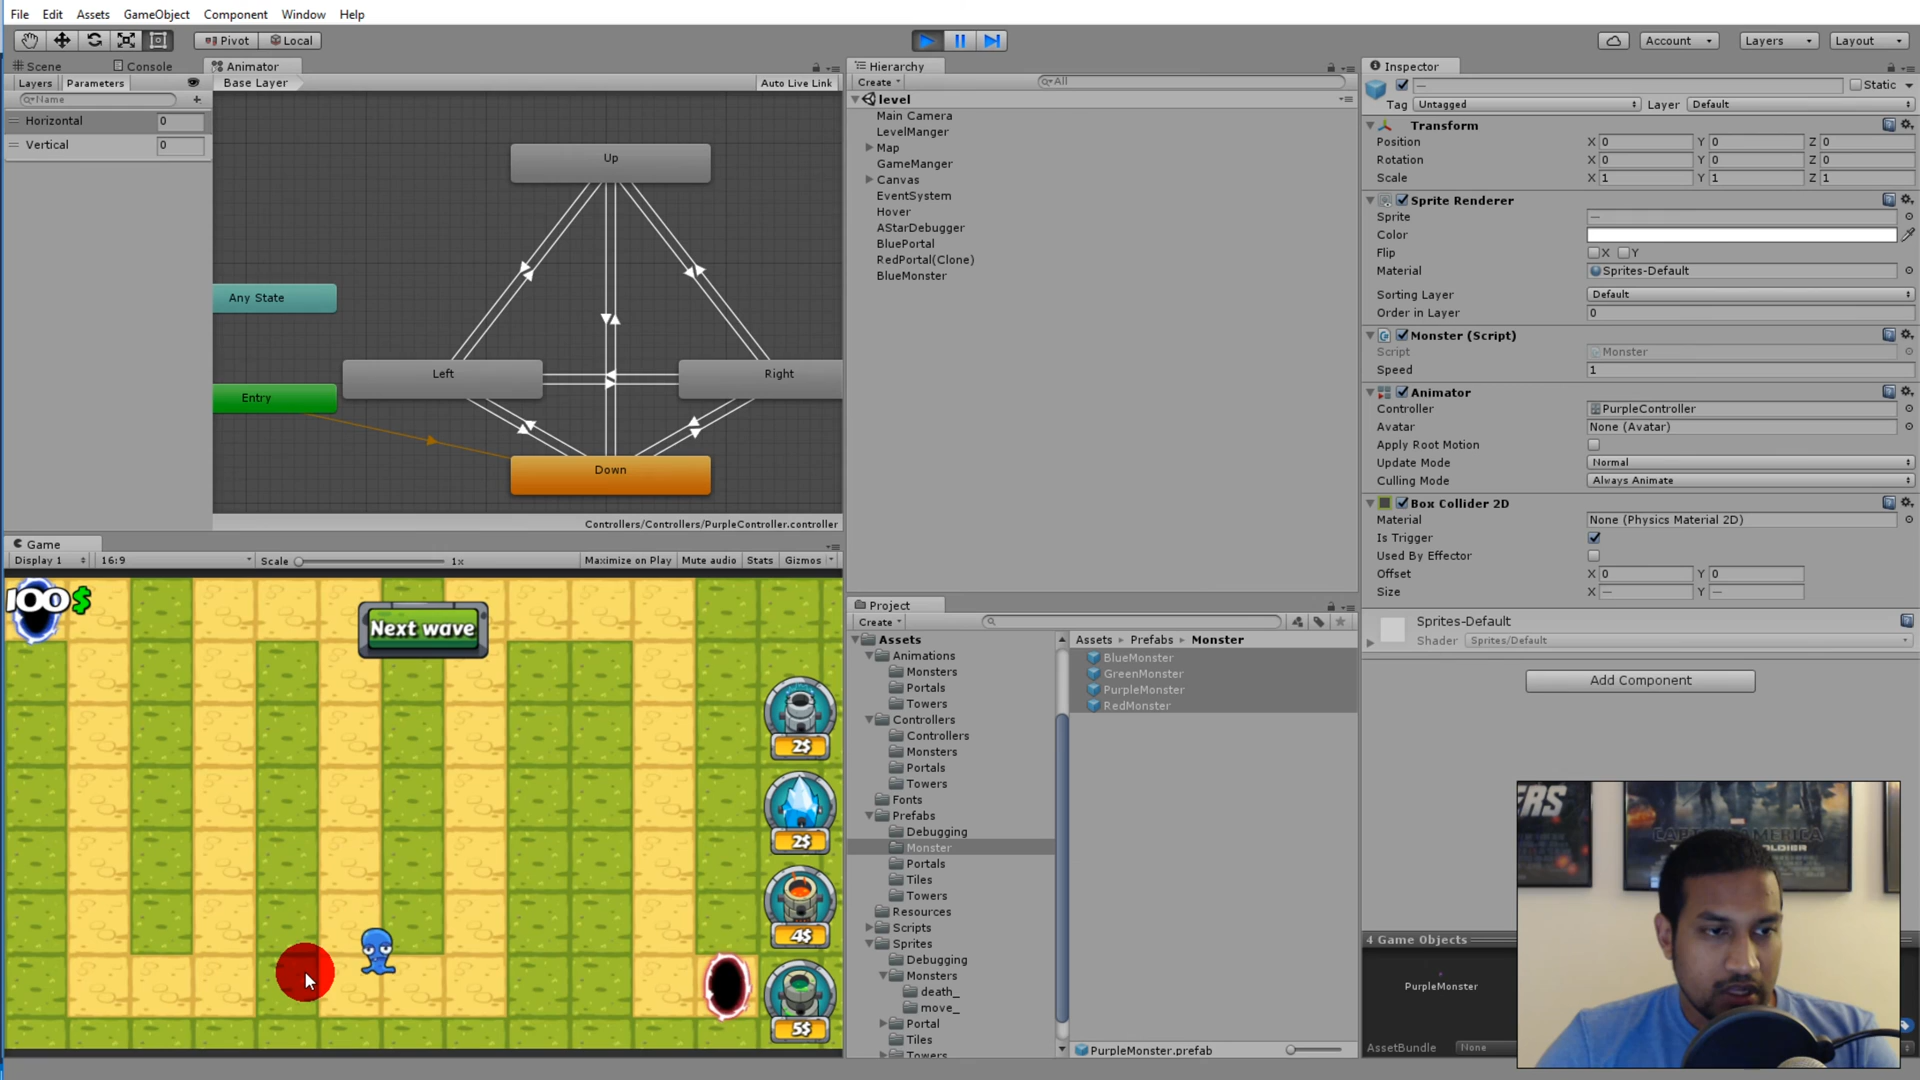 File Edit Assets GameObject Component Window Help
Pivot Local Account Layers Layout
Scene Console Animator
Layers Parameters Base Layer Auto Live Link
Name
Horizontal 0
Vertical 0
Up
Any State
Left
Right
Entry
Down
Controllers/Controllers/PurpleController.controller
Game
Display 1 16:9 Scale 1x Maximize on Play Mute audio Stats Gizmos
100$
Next wave
2$
2$
4$
5$
Hierarchy
Create All
level
Main Camera
LevelManger
Map
GameManger
Canvas
EventSystem
Hover
AStarDebugger
BluePortal
RedPortal(Clone)
BlueMonster
Project
Create
Assets
Animations
Monsters
Portals
Towers
Controllers
Controllers
Monsters
Portals
Towers
Fonts
Prefabs
Debugging
Monster
Portals
Tiles
Towers
Resources
Scripts
Sprites
Debugging
Monsters
death_
move_
Portal
Tiles
Towers
Assets Prefabs Monster
BlueMonster
GreenMonster
PurpleMonster
RedMonster
PurpleMonster.prefab
Inspector
— Static
Tag Untagged Layer Default
Transform
Position X 0 Y 0 Z 0
Rotation X 0 Y 0 Z 0
Scale X 1 Y 1 Z 1
Sprite Renderer
Sprite —
Color
Flip X Y
Material Sprites-Default
Sorting Layer Default
Order in Layer 0
Monster (Script)
Script Monster
Speed 1
Animator
Controller PurpleController
Avatar None (Avatar)
Apply Root Motion
Update Mode Normal
Culling Mode Always Animate
Box Collider 2D
Material None (Physics Material 2D)
Is Trigger
Used By Effector
Offset X 0 Y 0
Size X — Y —
Sprites-Default
Shader Sprites/Default
Add Component
4 Game Objects
PurpleMonster
AssetBundle None
ERS
CAPTAIN AMERICA